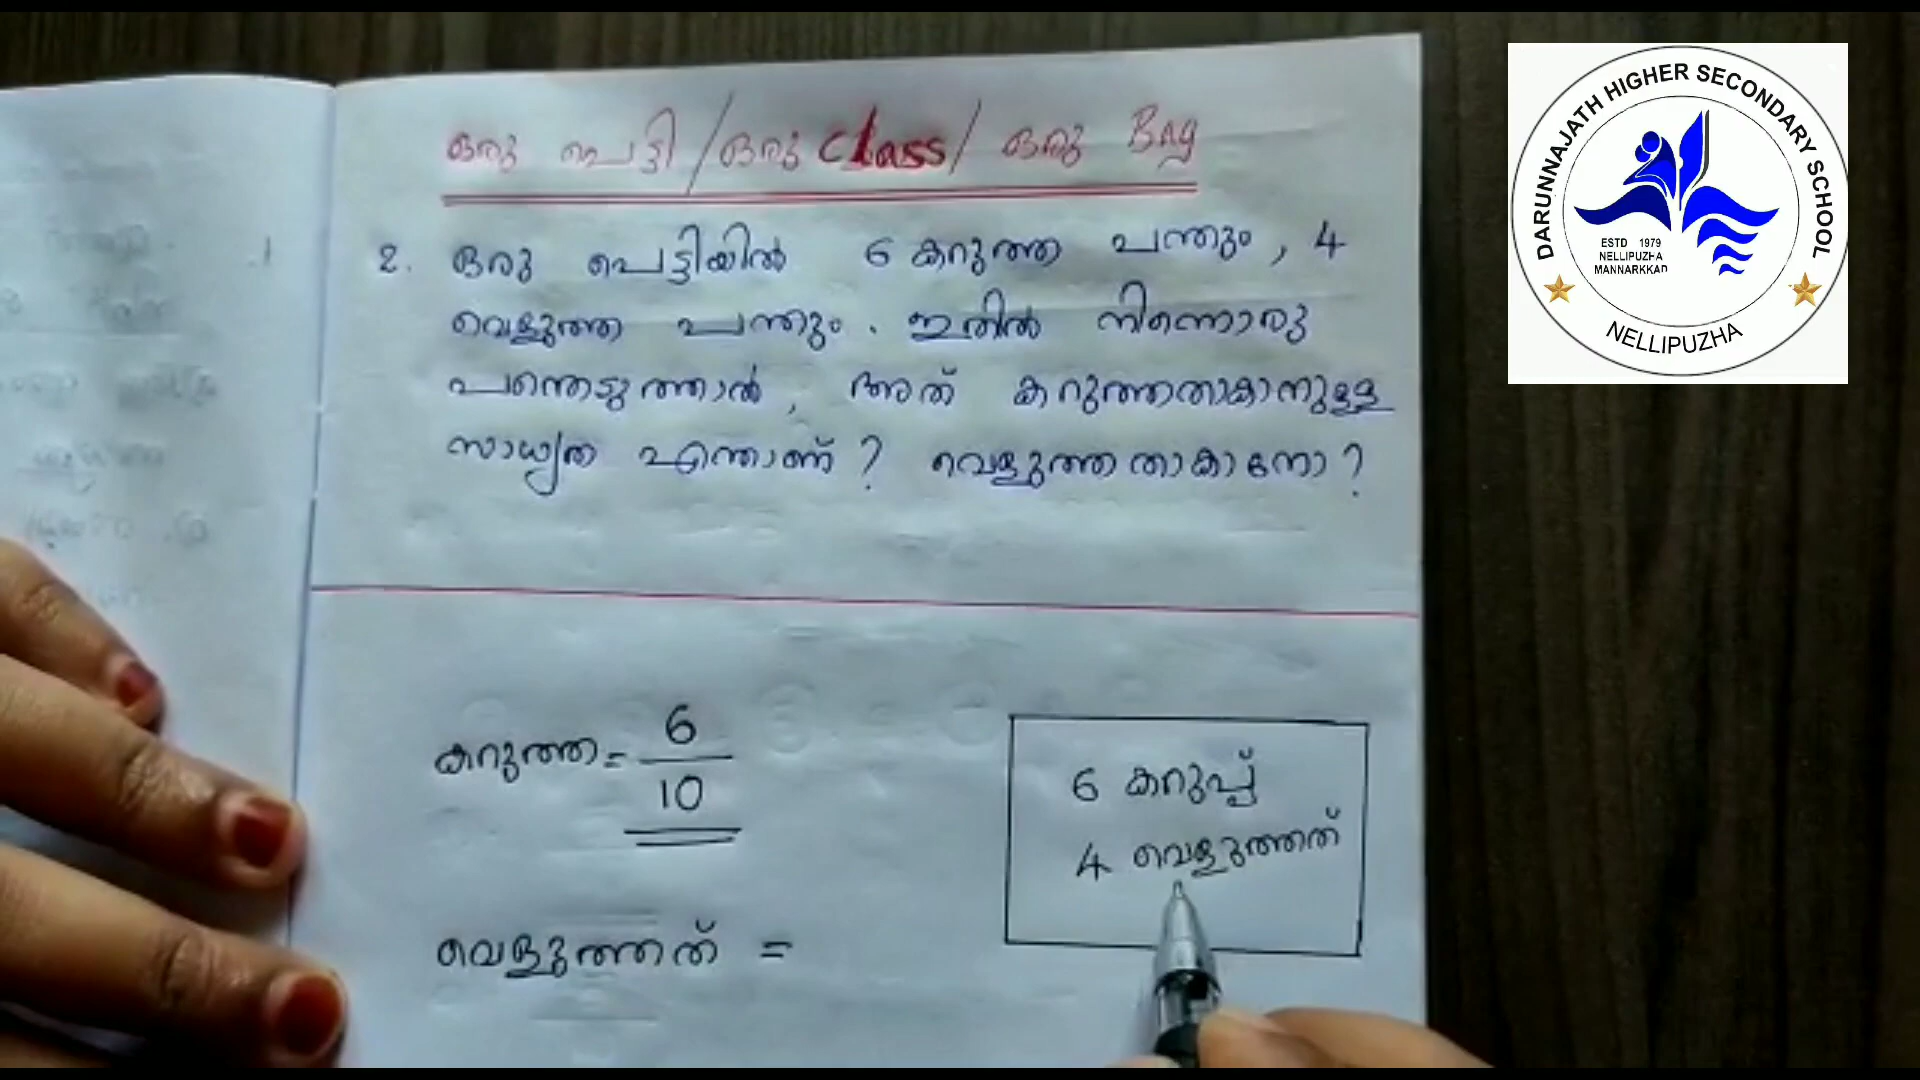 ഒരു പെട്ടി / ഒരു class / ഒരു Bag
2. ഒരു പെട്ടിയിൽ 6 കറുത്ത പന്തും, 4
വെളുത്ത പന്തും. ഇതിൽ നിന്നൊരു
പന്തെടുത്താൽ, അത് കറുത്തതാകാനുള്ള
സാധ്യത എന്താണ്? വെളുത്തതാകാനോ?
കറുത്ത = 6/10
6 കറുപ്പ്
4 വെളുത്തത്
വെളുത്തത് =
DARUNNAJATH HIGHER SECONDARY SCHOOL
ESTD 1979
NELLIPUZHA
MANNARKKAD
NELLIPUZHA